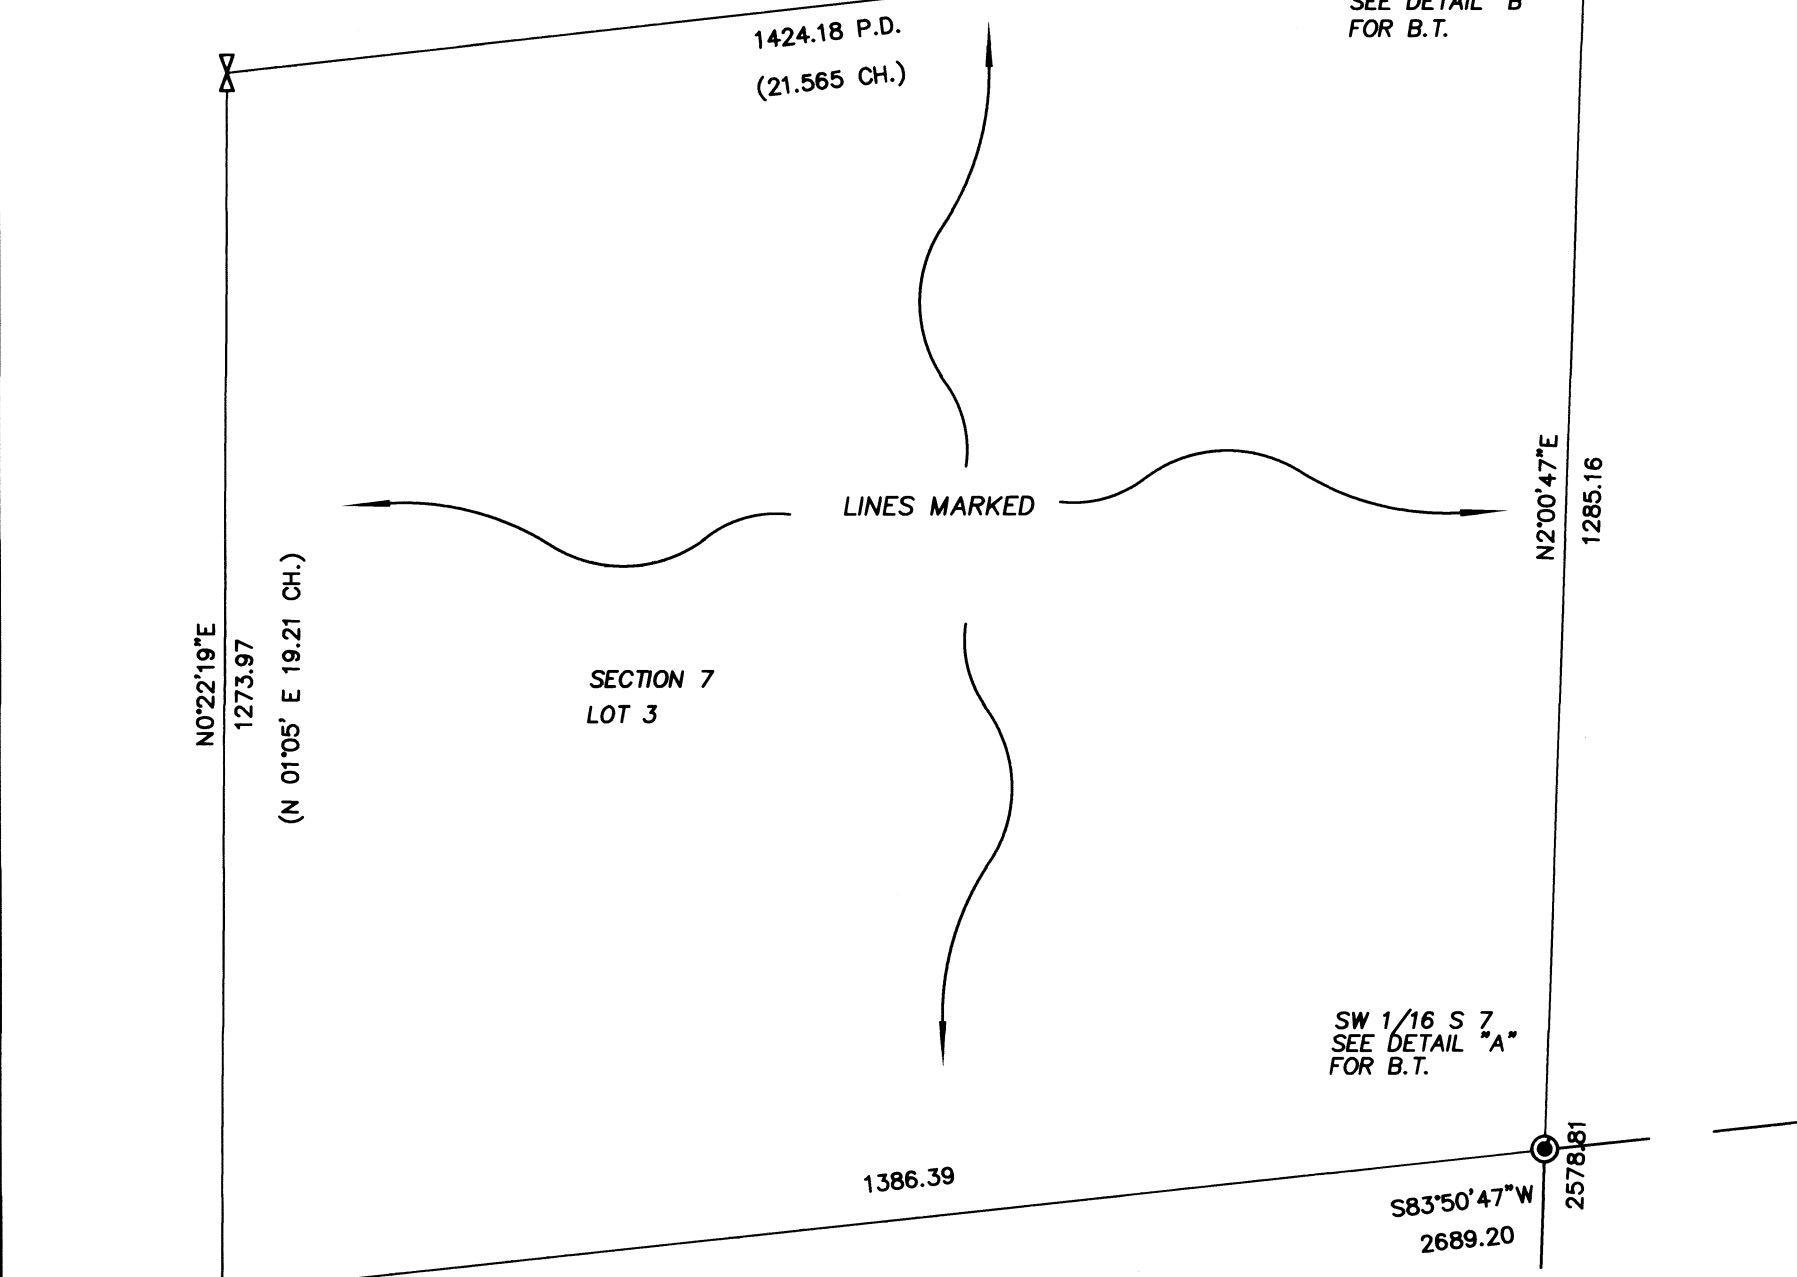 SEE DETAIL "B"
FOR B.T.
1424.18 P.D.
(21.565 CH.)
LINES MARKED
N2°00'47"E
1285.16
N0°22'19"E
1273.97
(N 01°05' E 19.21 CH.)
SECTION 7
LOT 3
SW 1/16 S 7
SEE DETAIL "A"
FOR B.T.
1386.39
2578.81
S83°50'47"W
2689.20